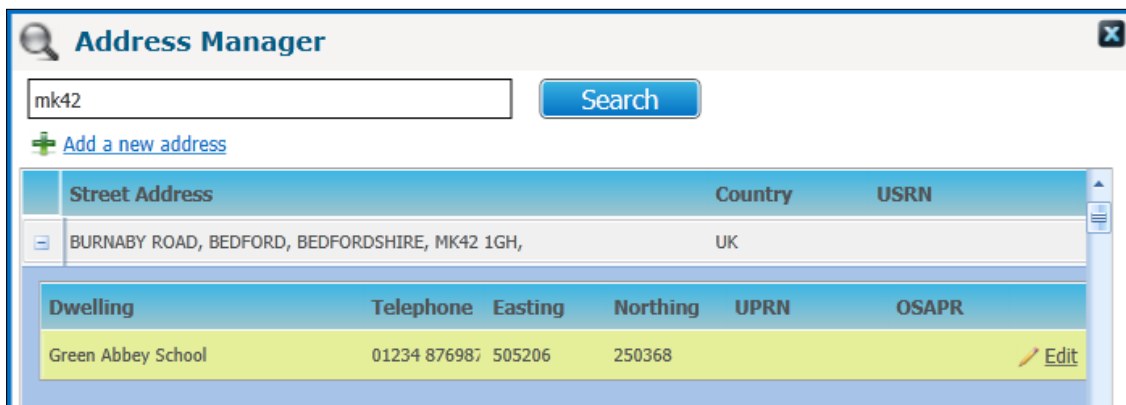 Address Manager
mk42 Search
Add a new address
Street Address Country USRN
BURNABY ROAD, BEDFORD, BEDFORDSHIRE, MK42 1GH, UK
Dwelling Telephone Easting Northing UPRN OSAPR
Green Abbey School 01234 876987 505206 250368 Edit